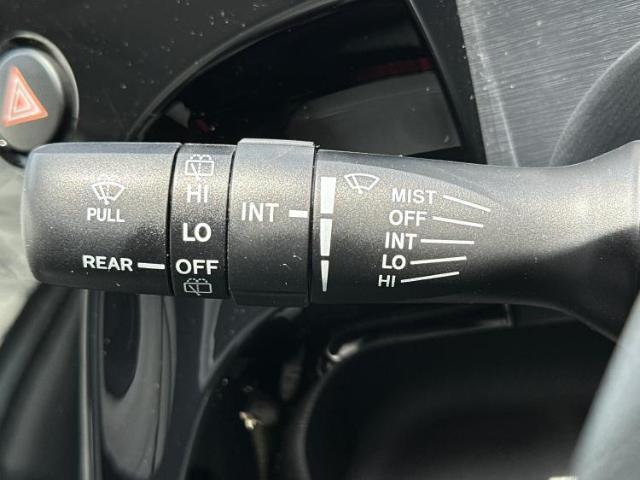 PULL
REAR
HI
LO
OFF
INT
MIST
OFF
INT
LO
HI